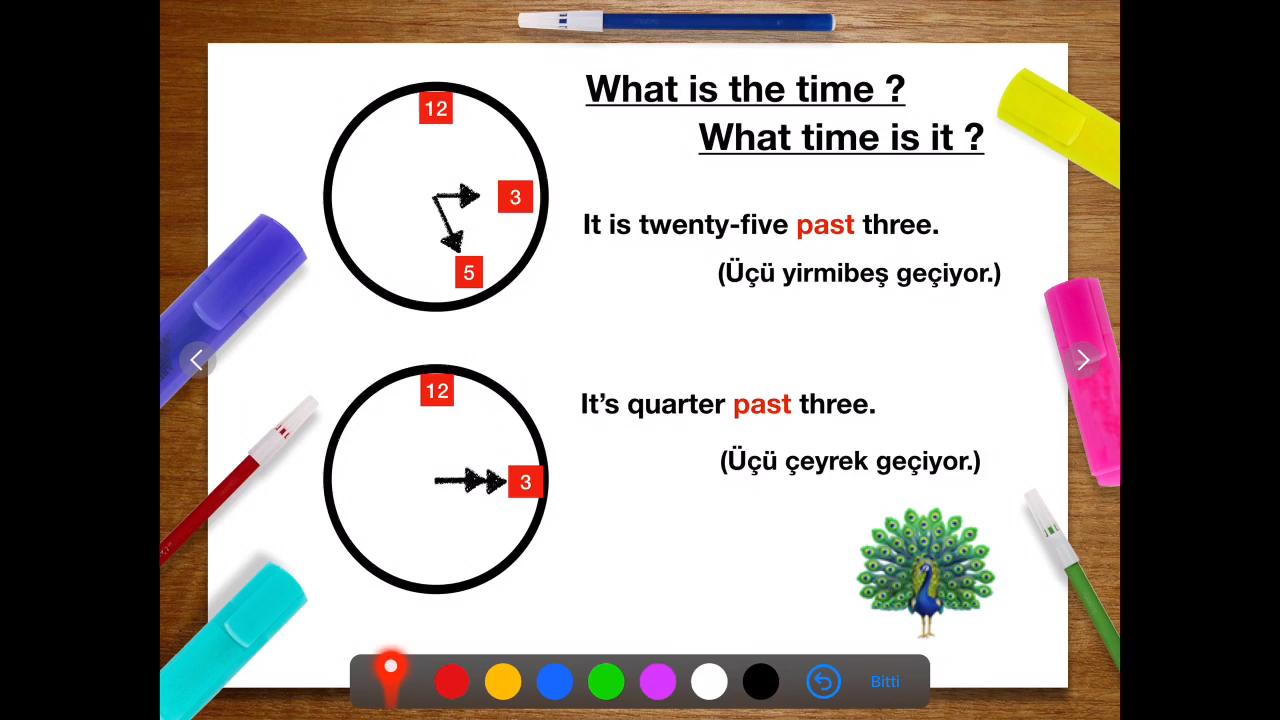 What is the time ?
What time is it ?
12
3
5
It is twenty-five past three.
(Üçü yirmibeş geçiyor.)
12
3
It's quarter past three.
(Üçü çeyrek geçiyor.)
Bitti